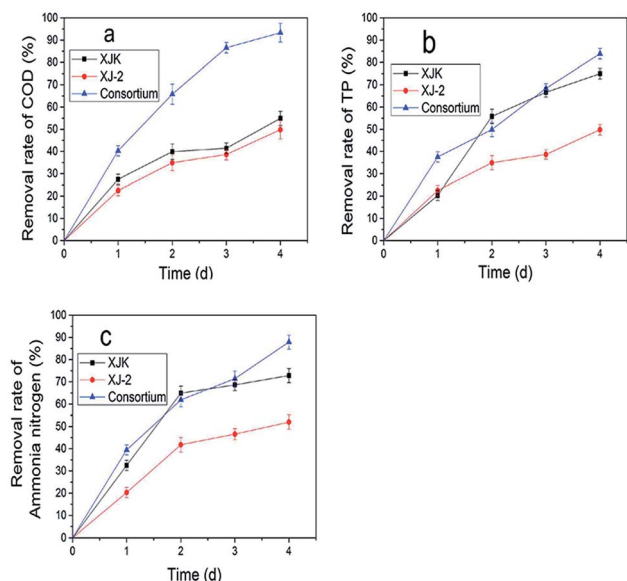 a
Removal rate of COD (%)
100
90
80
70
60
50
40
30
20
10
0
XJK
XJ-2
Consortium
0 1 2 3 4
Time (d)
b
Removal rate of TP (%)
100
90
80
70
60
50
40
30
20
10
0
XJK
XJ-2
Consortium
0 1 2 3 4
Time (d)
c
Removal rate of
Ammonia nitrogen (%)
100
90
80
70
60
50
40
30
20
10
0
XJK
XJ-2
Consortium
0 1 2 3 4
Time (d)